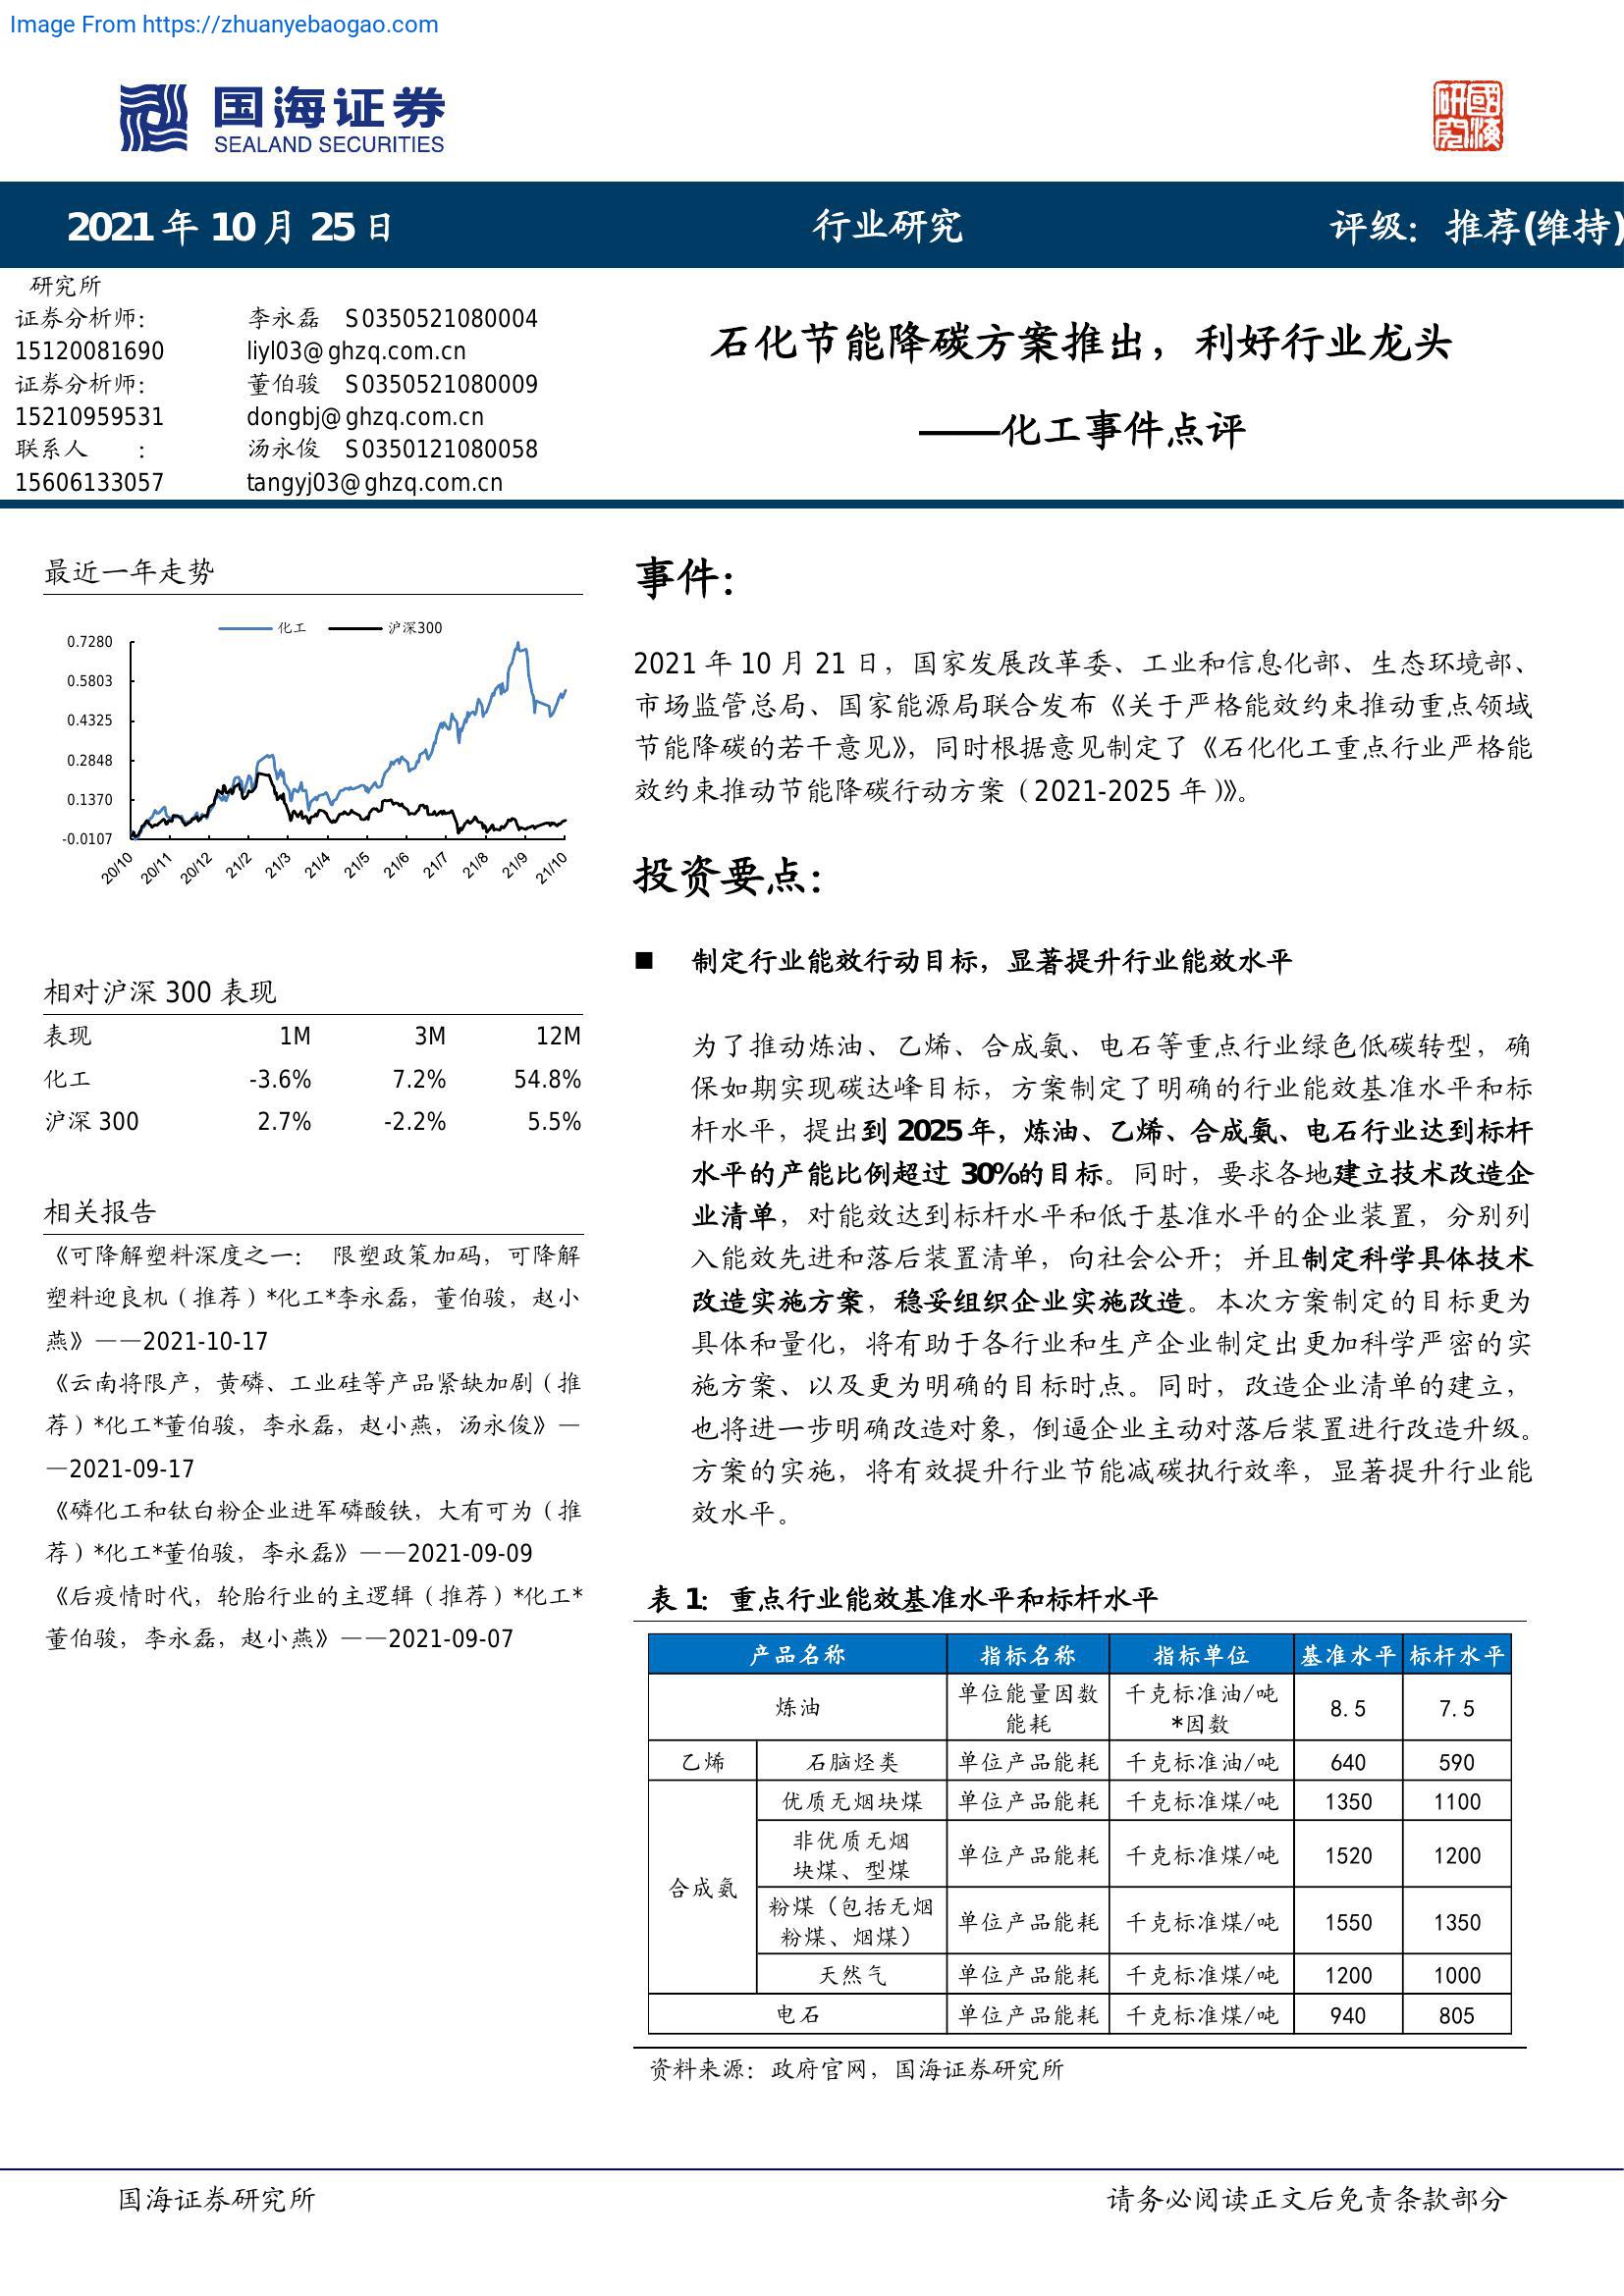 Image From https://zhuanyebaogao.com
国海证券
SEALAND SECURITIES
研國
究海
2021 年 10 月 25 日
行业研究
评级：推荐(维持)
研究所
证券分析师： 李永磊 S0350521080004
15120081690 liyl03@ghzq.com.cn
证券分析师： 董伯骏 S0350521080009
15210959531 dongbj@ghzq.com.cn
联系人 ： 汤永俊 S0350121080058
15606133057 tangyj03@ghzq.com.cn
石化节能降碳方案推出，利好行业龙头
——化工事件点评
最近一年走势
化工 沪深300
0.7280
0.5803
0.4325
0.2848
0.1370
-0.0107
20/10 20/11 20/12 21/2 21/3 21/4 21/5 21/6 21/7 21/8 21/9 21/10
相对沪深 300 表现
表现 1M 3M 12M
化工 -3.6% 7.2% 54.8%
沪深 300 2.7% -2.2% 5.5%
相关报告
《可降解塑料深度之一： 限塑政策加码，可降解
塑料迎良机（推荐）*化工*李永磊，董伯骏，赵小
燕》——2021-10-17
《云南将限产，黄磷、工业硅等产品紧缺加剧（推
荐）*化工*董伯骏，李永磊，赵小燕，汤永俊》—
—2021-09-17
《磷化工和钛白粉企业进军磷酸铁，大有可为（推
荐）*化工*董伯骏，李永磊》——2021-09-09
《后疫情时代，轮胎行业的主逻辑（推荐）*化工*
董伯骏，李永磊，赵小燕》——2021-09-07
事件：
2021 年 10 月 21 日，国家发展改革委、工业和信息化部、生态环境部、
市场监管总局、国家能源局联合发布《关于严格能效约束推动重点领域
节能降碳的若干意见》，同时根据意见制定了《石化化工重点行业严格能
效约束推动节能降碳行动方案（2021-2025 年）》。
投资要点：
■ 制定行业能效行动目标，显著提升行业能效水平
为了推动炼油、乙烯、合成氨、电石等重点行业绿色低碳转型，确
保如期实现碳达峰目标，方案制定了明确的行业能效基准水平和标
杆水平，提出到 2025 年，炼油、乙烯、合成氨、电石行业达到标杆
水平的产能比例超过 30%的目标。同时，要求各地建立技术改造企
业清单，对能效达到标杆水平和低于基准水平的企业装置，分别列
入能效先进和落后装置清单，向社会公开；并且制定科学具体技术
改造实施方案，稳妥组织企业实施改造。本次方案制定的目标更为
具体和量化，将有助于各行业和生产企业制定出更加科学严密的实
施方案、以及更为明确的目标时点。同时，改造企业清单的建立，
也将进一步明确改造对象，倒逼企业主动对落后装置进行改造升级。
方案的实施，将有效提升行业节能减碳执行效率，显著提升行业能
效水平。
表 1：重点行业能效基准水平和标杆水平
产品名称 指标名称 指标单位 基准水平 标杆水平
炼油 单位能量因数能耗 千克标准油/吨*因数 8.5 7.5
乙烯 石脑烃类 单位产品能耗 千克标准油/吨 640 590
合成氨 优质无烟块煤 单位产品能耗 千克标准煤/吨 1350 1100
非优质无烟块煤、型煤 单位产品能耗 千克标准煤/吨 1520 1200
粉煤（包括无烟粉煤、烟煤） 单位产品能耗 千克标准煤/吨 1550 1350
天然气 单位产品能耗 千克标准煤/吨 1200 1000
电石 单位产品能耗 千克标准煤/吨 940 805
资料来源：政府官网，国海证券研究所
国海证券研究所
请务必阅读正文后免责条款部分